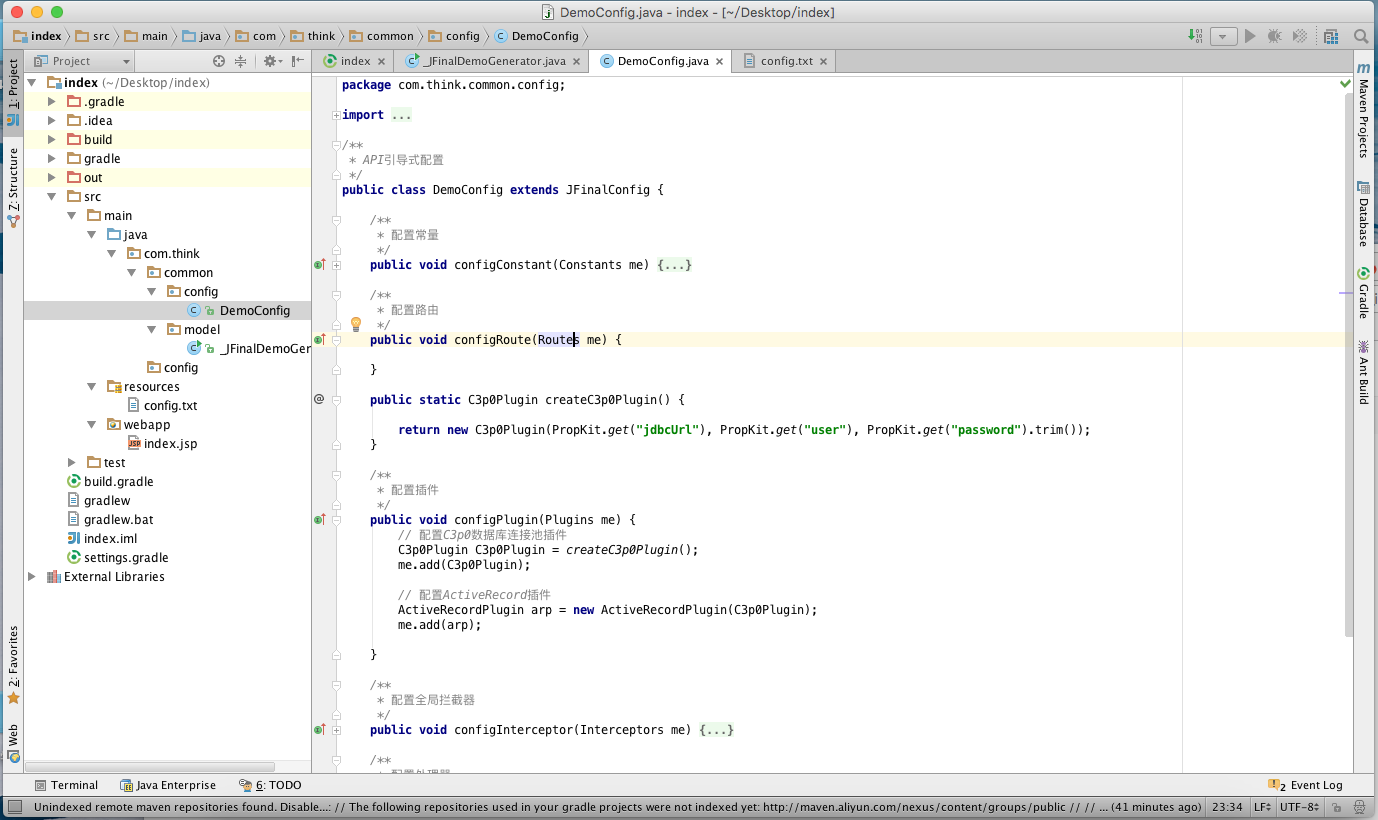 DemoConfig.java - index - [~/Desktop/index]
index src main java com think common config DemoConfig
Project
index _JFinalDemoGenerator.java DemoConfig.java config.txt
1: Project
Z: Structure
2: Favorites
Web
index (~/Desktop/index)
.gradle
.idea
build
gradle
out
src
main
java
com.think
common
config
DemoConfig
model
_JFinalDemoGer
config
resources
config.txt
webapp
index.jsp
test
build.gradle
gradlew
gradlew.bat
index.iml
settings.gradle
External Libraries
package com.think.common.config;
import ...
/**
* API引导式配置
*/
public class DemoConfig extends JFinalConfig {
/**
* 配置常量
*/
public void configConstant(Constants me) {...}
/**
* 配置路由
*/
public void configRoute(Routes me) {
}
public static C3p0Plugin createC3p0Plugin() {
return new C3p0Plugin(PropKit.get("jdbcUrl"), PropKit.get("user"), PropKit.get("password").trim());
}
/**
* 配置插件
*/
public void configPlugin(Plugins me) {
// 配置C3p0数据库连接池插件
C3p0Plugin C3p0Plugin = createC3p0Plugin();
me.add(C3p0Plugin);
// 配置ActiveRecord插件
ActiveRecordPlugin arp = new ActiveRecordPlugin(C3p0Plugin);
me.add(arp);
}
/**
* 配置全局拦截器
*/
public void configInterceptor(Interceptors me) {...}
/**
* 配置处理器
Maven Projects
Database
Gradle
Ant Build
Terminal Java Enterprise 6: TODO 2 Event Log
Unindexed remote maven repositories found. Disable...: // The following repositories used in your gradle projects were not indexed yet: http://maven.aliyun.com/nexus/content/groups/public // // ... (41 minutes ago) 23:34 LF UTF-8